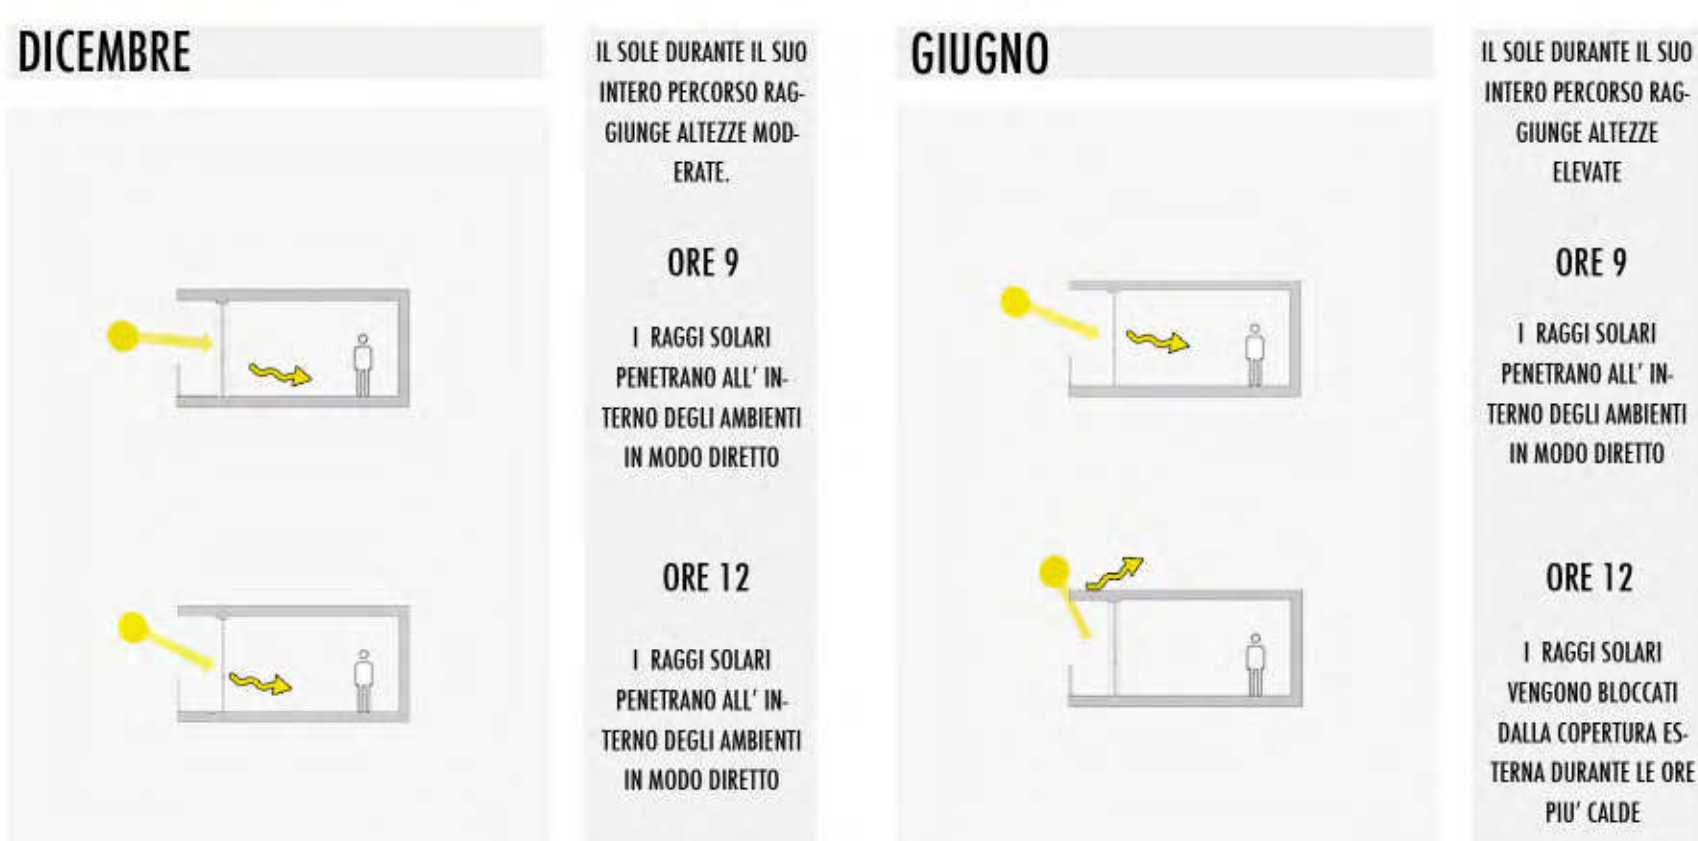 DICEMBRE
IL SOLE DURANTE IL SUO
INTERO PERCORSO RAG-
GIUNGE ALTEZZE MOD-
ERATE.
ORE 9
I RAGGI SOLARI
PENETRANO ALL' IN-
TERNO DEGLI AMBIENTI
IN MODO DIRETTO
ORE 12
I RAGGI SOLARI
PENETRANO ALL' IN-
TERNO DEGLI AMBIENTI
IN MODO DIRETTO
GIUGNO
IL SOLE DURANTE IL SUO
INTERO PERCORSO RAG-
GIUNGE ALTEZZE
ELEVATE
ORE 9
I RAGGI SOLARI
PENETRANO ALL' IN-
TERNO DEGLI AMBIENTI
IN MODO DIRETTO
ORE 12
I RAGGI SOLARI
VENGONO BLOCCATI
DALLA COPERTURA ES-
TERNA DURANTE LE ORE
PIU' CALDE